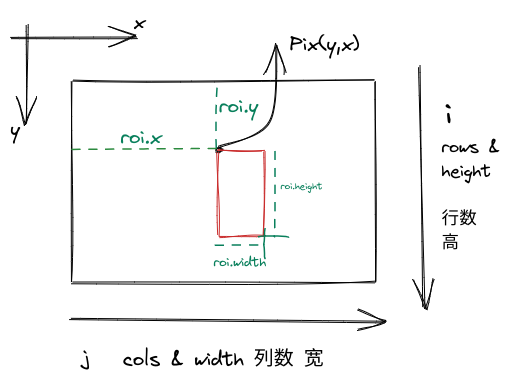 x
Pix(y,x)
y
roi.y
roi.x
i
rows &
height
roi.height
行数
高
roi.width
j cols & width 列数 宽